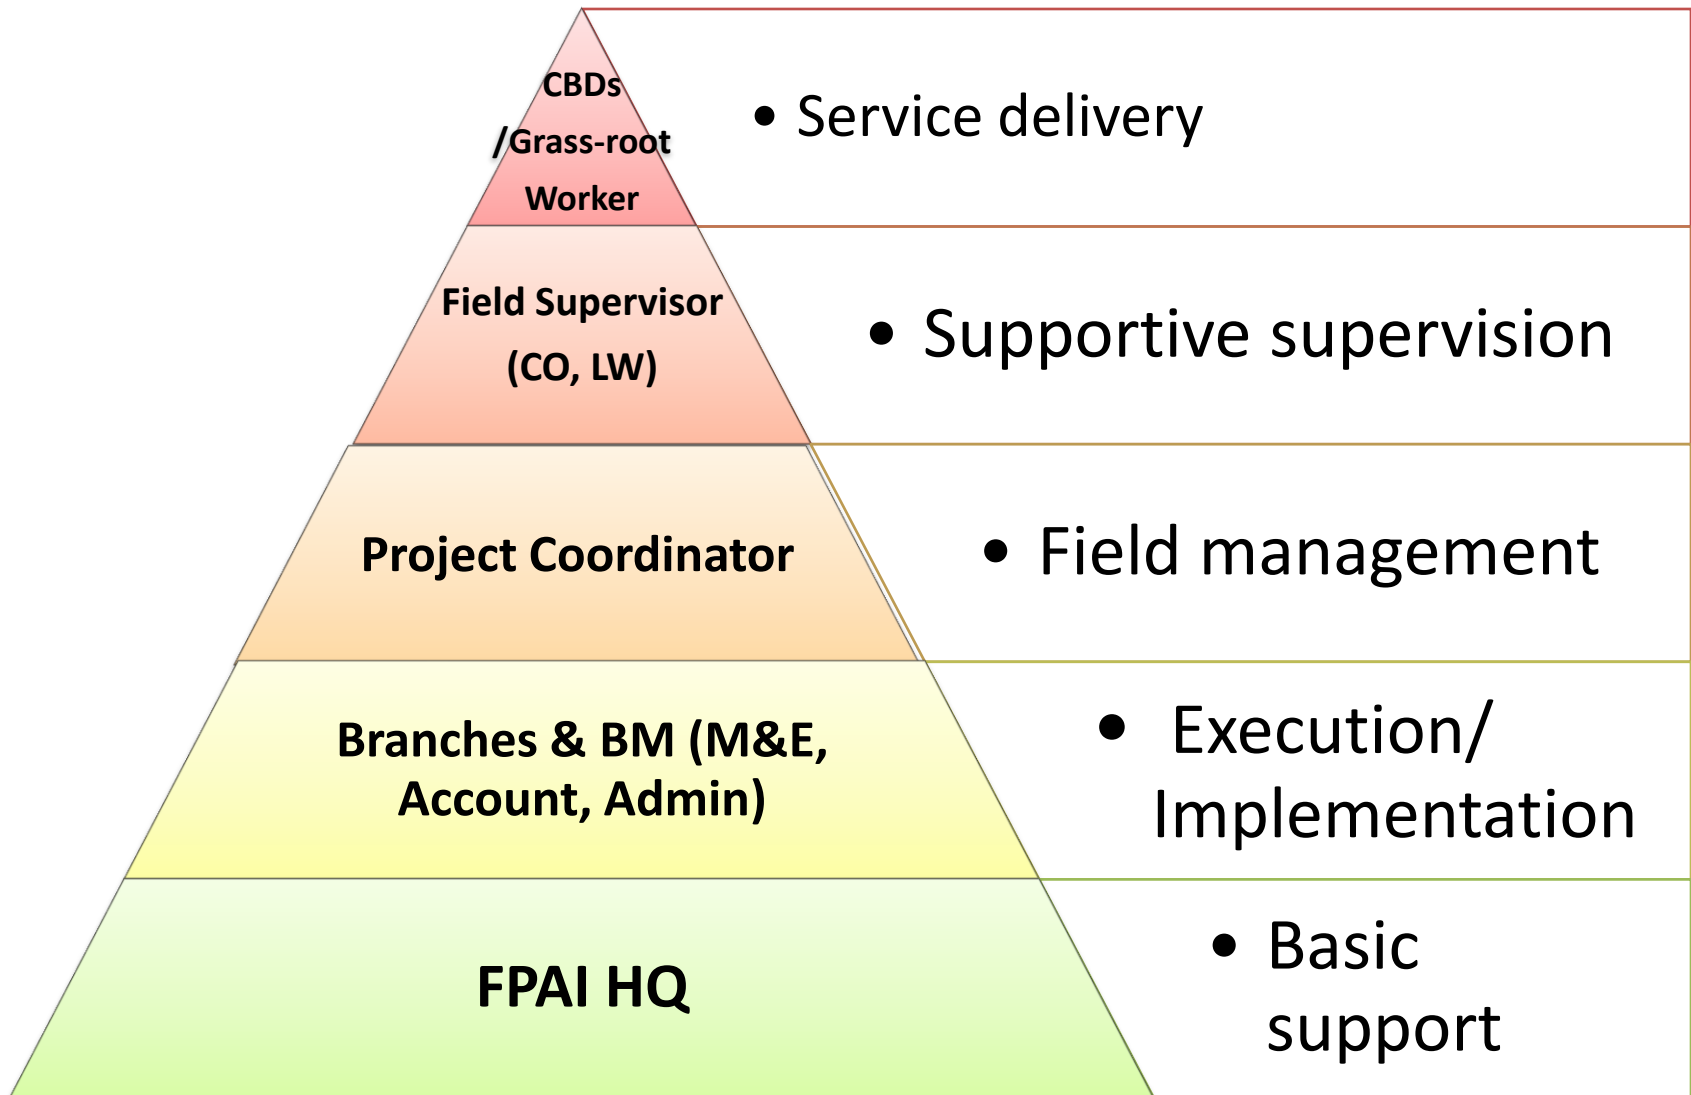 CBDs
/Grass-root
Worker
• Service delivery
Field Supervisor
(CO, LW)
• Supportive supervision
Project Coordinator
• Field management
Branches & BM (M&E,
Account, Admin)
• Execution/
Implementation
FPAI HQ
• Basic
support